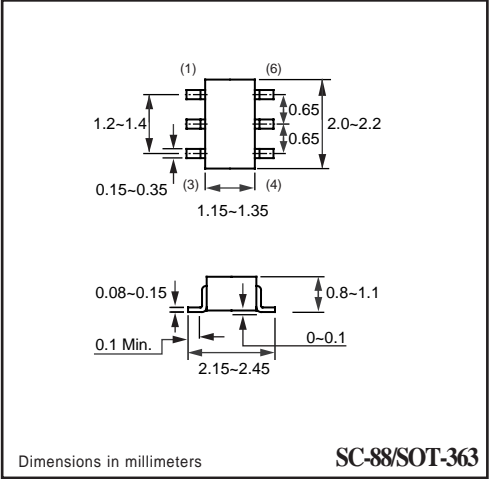 (1) (6)
0.65
1.2~1.4 2.0~2.2
0.65
0.15~0.35 (3) (4)
1.15~1.35
0.08~0.15 0.8~1.1
0.1 Min. 0~0.1
2.15~2.45
Dimensions in millimeters SC-88/SOT-363